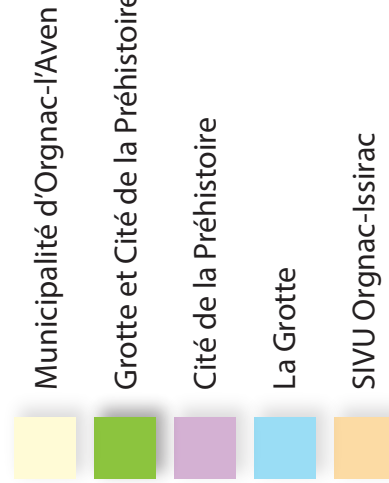 Municipalité d'Orgnac-l'Aven
Grotte et Cité de la Préhistoire
Cité de la Préhistoire
La Grotte
SIVU Orgnac-Issirac